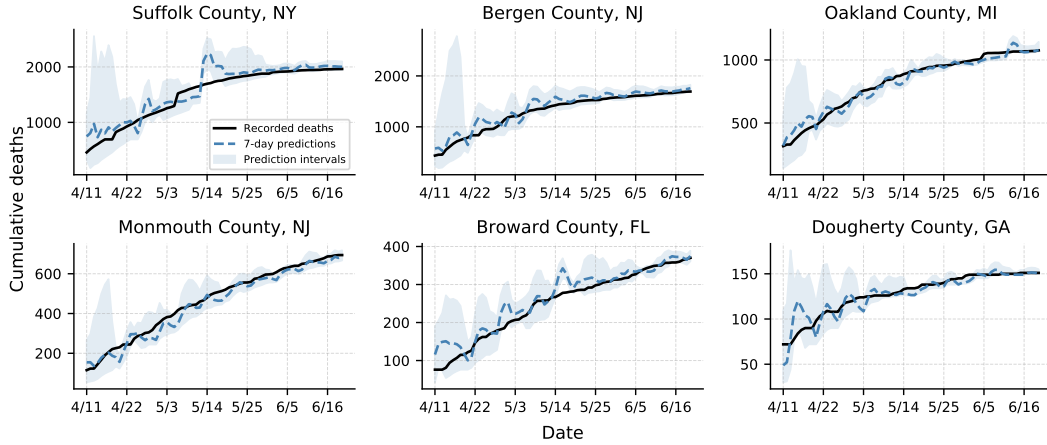 Suffolk County, NY
Bergen County, NJ
Oakland County, MI
2000
1000
2000
1000
1000
500
Recorded deaths
7-day predictions
Prediction intervals
4/11 4/22 5/3 5/14 5/25 6/5 6/16
4/11 4/22 5/3 5/14 5/25 6/5 6/16
4/11 4/22 5/3 5/14 5/25 6/5 6/16
Cumulative deaths
Monmouth County, NJ
Broward County, FL
Dougherty County, GA
600
400
200
400
300
200
100
150
100
50
4/11 4/22 5/3 5/14 5/25 6/5 6/16
4/11 4/22 5/3 5/14 5/25 6/5 6/16
4/11 4/22 5/3 5/14 5/25 6/5 6/16
Date